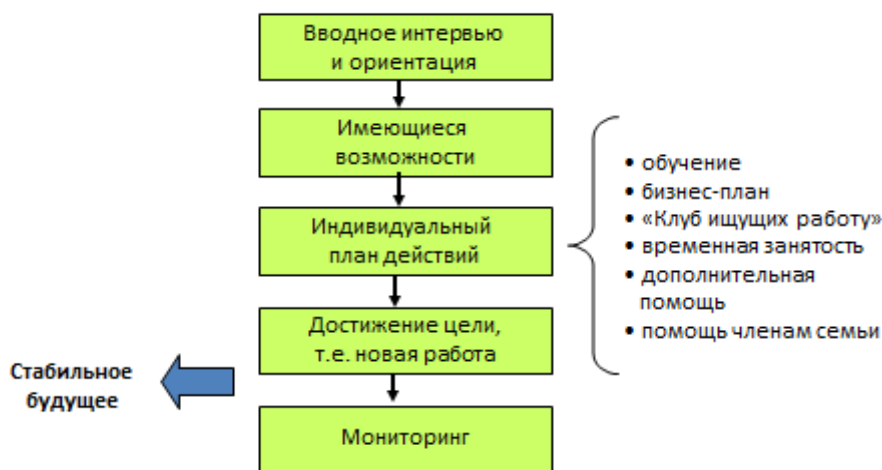 Вводное интервью
и ориентация
Имеющиеся
возможности
Индивидуальный
план действий
Достижение цели,
т.е. новая работа
Мониторинг
• обучение
• бизнес-план
• «Клуб ищущих работу»
• временная занятость
• дополнительная
помощь
• помощь членам семьи
Стабильное
будущее